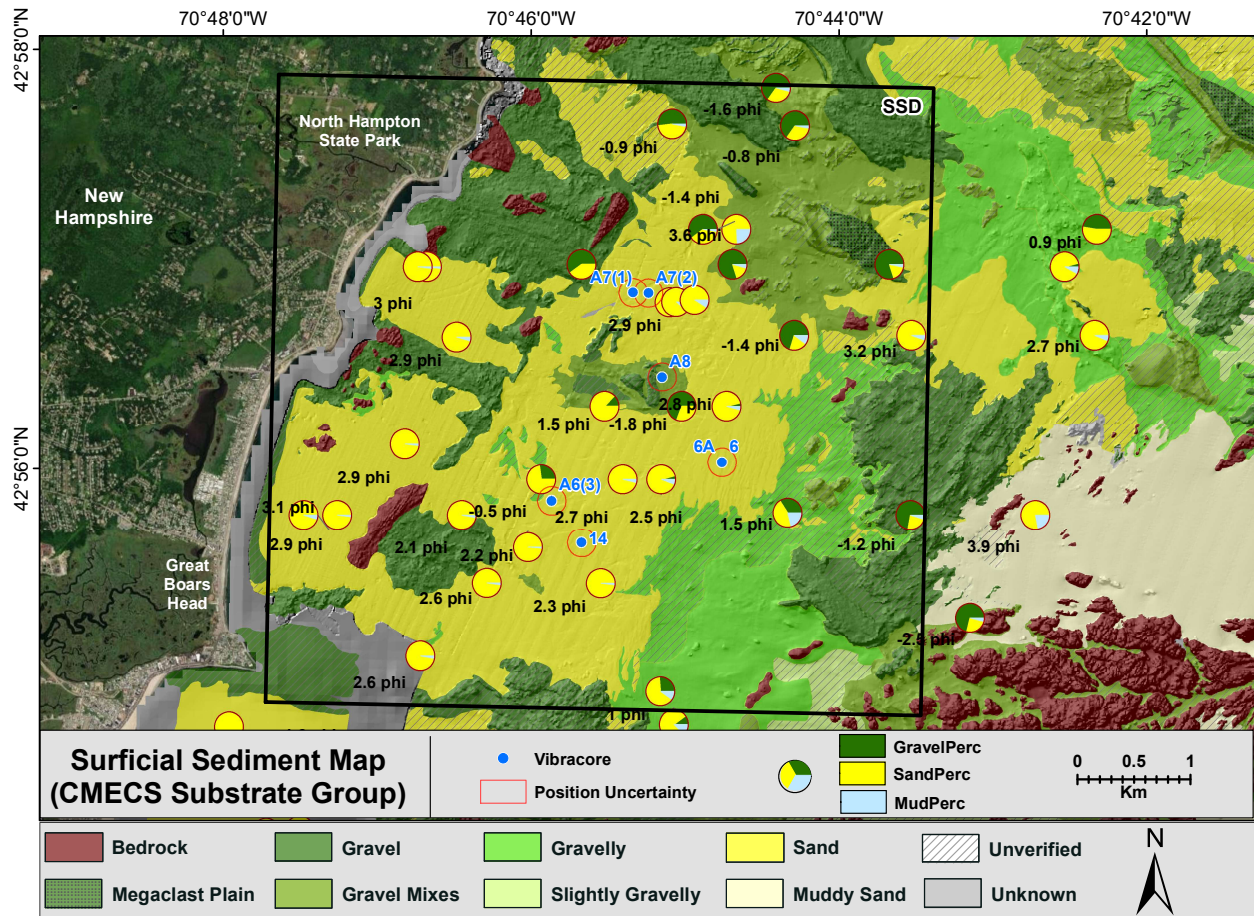 70°48'0"W
70°46'0"W
70°44'0"W
70°42'0"W
42°58'0"N
42°56'0"N
SSD
North Hampton
State Park
New
Hampshire
Great
Boars
Head
-1.6 phi
-0.9 phi
-0.8 phi
-1.4 phi
3.6 phi
0.9 phi
A7(1)
A7(2)
3 phi
2.9 phi
-1.4 phi
3.2 phi
2.7 phi
2.9 phi
A8
1.5 phi
-1.8 phi
2.8 phi
6A
6
2.9 phi
A6(3)
3.1 phi
-0.5 phi
2.7 phi
2.5 phi
1.5 phi
-1.2 phi
3.9 phi
2.9 phi
2.1 phi
2.2 phi
14
2.6 phi
2.3 phi
-2.5 phi
2.6 phi
1 phi
Surficial Sediment Map
(CMECS Substrate Group)
Vibracore
Position Uncertainty
GravelPerc
SandPerc
MudPerc
0 0.5 1
Km
Bedrock
Gravel
Gravelly
Sand
Unverified
Megaclast Plain
Gravel Mixes
Slightly Gravelly
Muddy Sand
Unknown
N